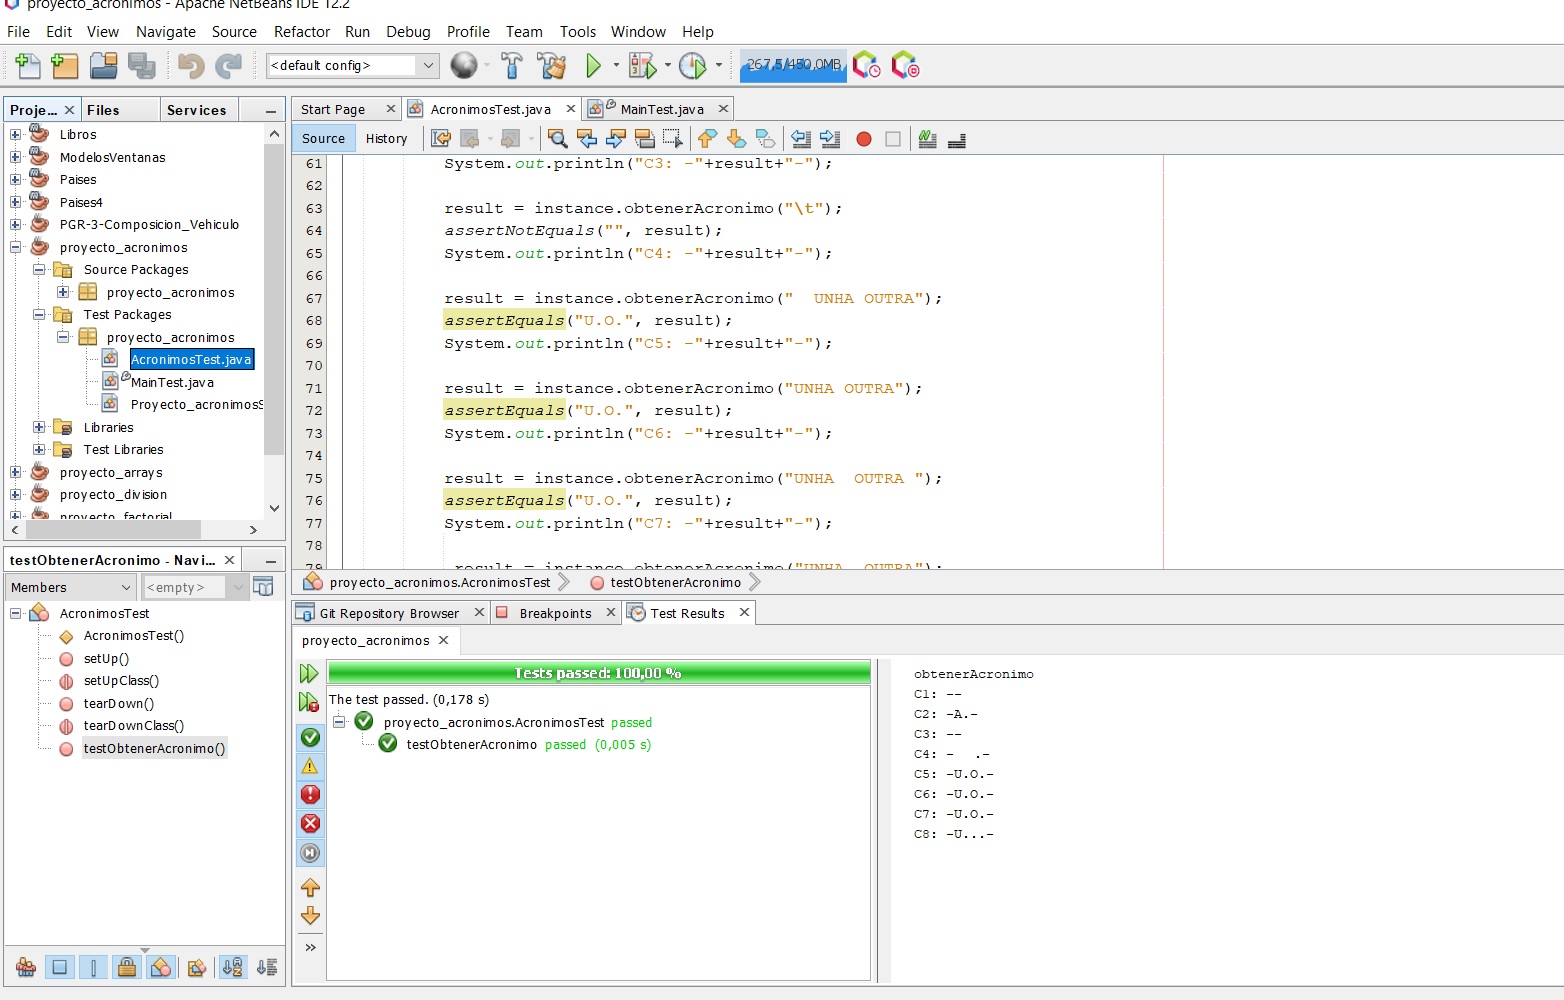 proyecto_acronimos - Apache NetBeans IDE 12.2
File Edit View Navigate Source Refactor Run Debug Profile Team Tools Window Help
<default config>
267,5/450,0MB
Proje... Files Services
Libros
ModelosVentanas
Paises
Paises4
PGR-3-Composicion_Vehiculo
proyecto_acronimos
Source Packages
proyecto_acronimos
Test Packages
proyecto_acronimos
AcronimosTest.java
MainTest.java
Proyecto_acronimosS
Libraries
Test Libraries
proyecto_arrays
proyecto_division
proyecto_factorial
testObtenerAcronimo - Navi...
Members <empty>
AcronimosTest
AcronimosTest()
setUp()
setUpClass()
tearDown()
tearDownClass()
testObtenerAcronimo()
Start Page AcronimosTest.java MainTest.java
Source History
61 System.out.println("C3: -"+result+"-");
62
63 result = instance.obtenerAcronimo("\t");
64 assertNotEquals("", result);
65 System.out.println("C4: -"+result+"-");
66
67 result = instance.obtenerAcronimo("  UNHA OUTRA");
68 assertEquals("U.O.", result);
69 System.out.println("C5: -"+result+"-");
70
71 result = instance.obtenerAcronimo("UNHA OUTRA");
72 assertEquals("U.O.", result);
73 System.out.println("C6: -"+result+"-");
74
75 result = instance.obtenerAcronimo("UNHA  OUTRA ");
76 assertEquals("U.O.", result);
77 System.out.println("C7: -"+result+"-");
78
79 result = instance.obtenerAcronimo("UNHA  OUTRA");
proyecto_acronimos.AcronimosTest testObtenerAcronimo
Git Repository Browser Breakpoints Test Results
proyecto_acronimos
Tests passed: 100,00 %
The test passed. (0,178 s)
proyecto_acronimos.AcronimosTest passed
testObtenerAcronimo passed (0,005 s)
obtenerAcronimo
C1: --
C2: -A.-
C3: --
C4: -   .-
C5: -U.O.-
C6: -U.O.-
C7: -U.O.-
C8: -U...-